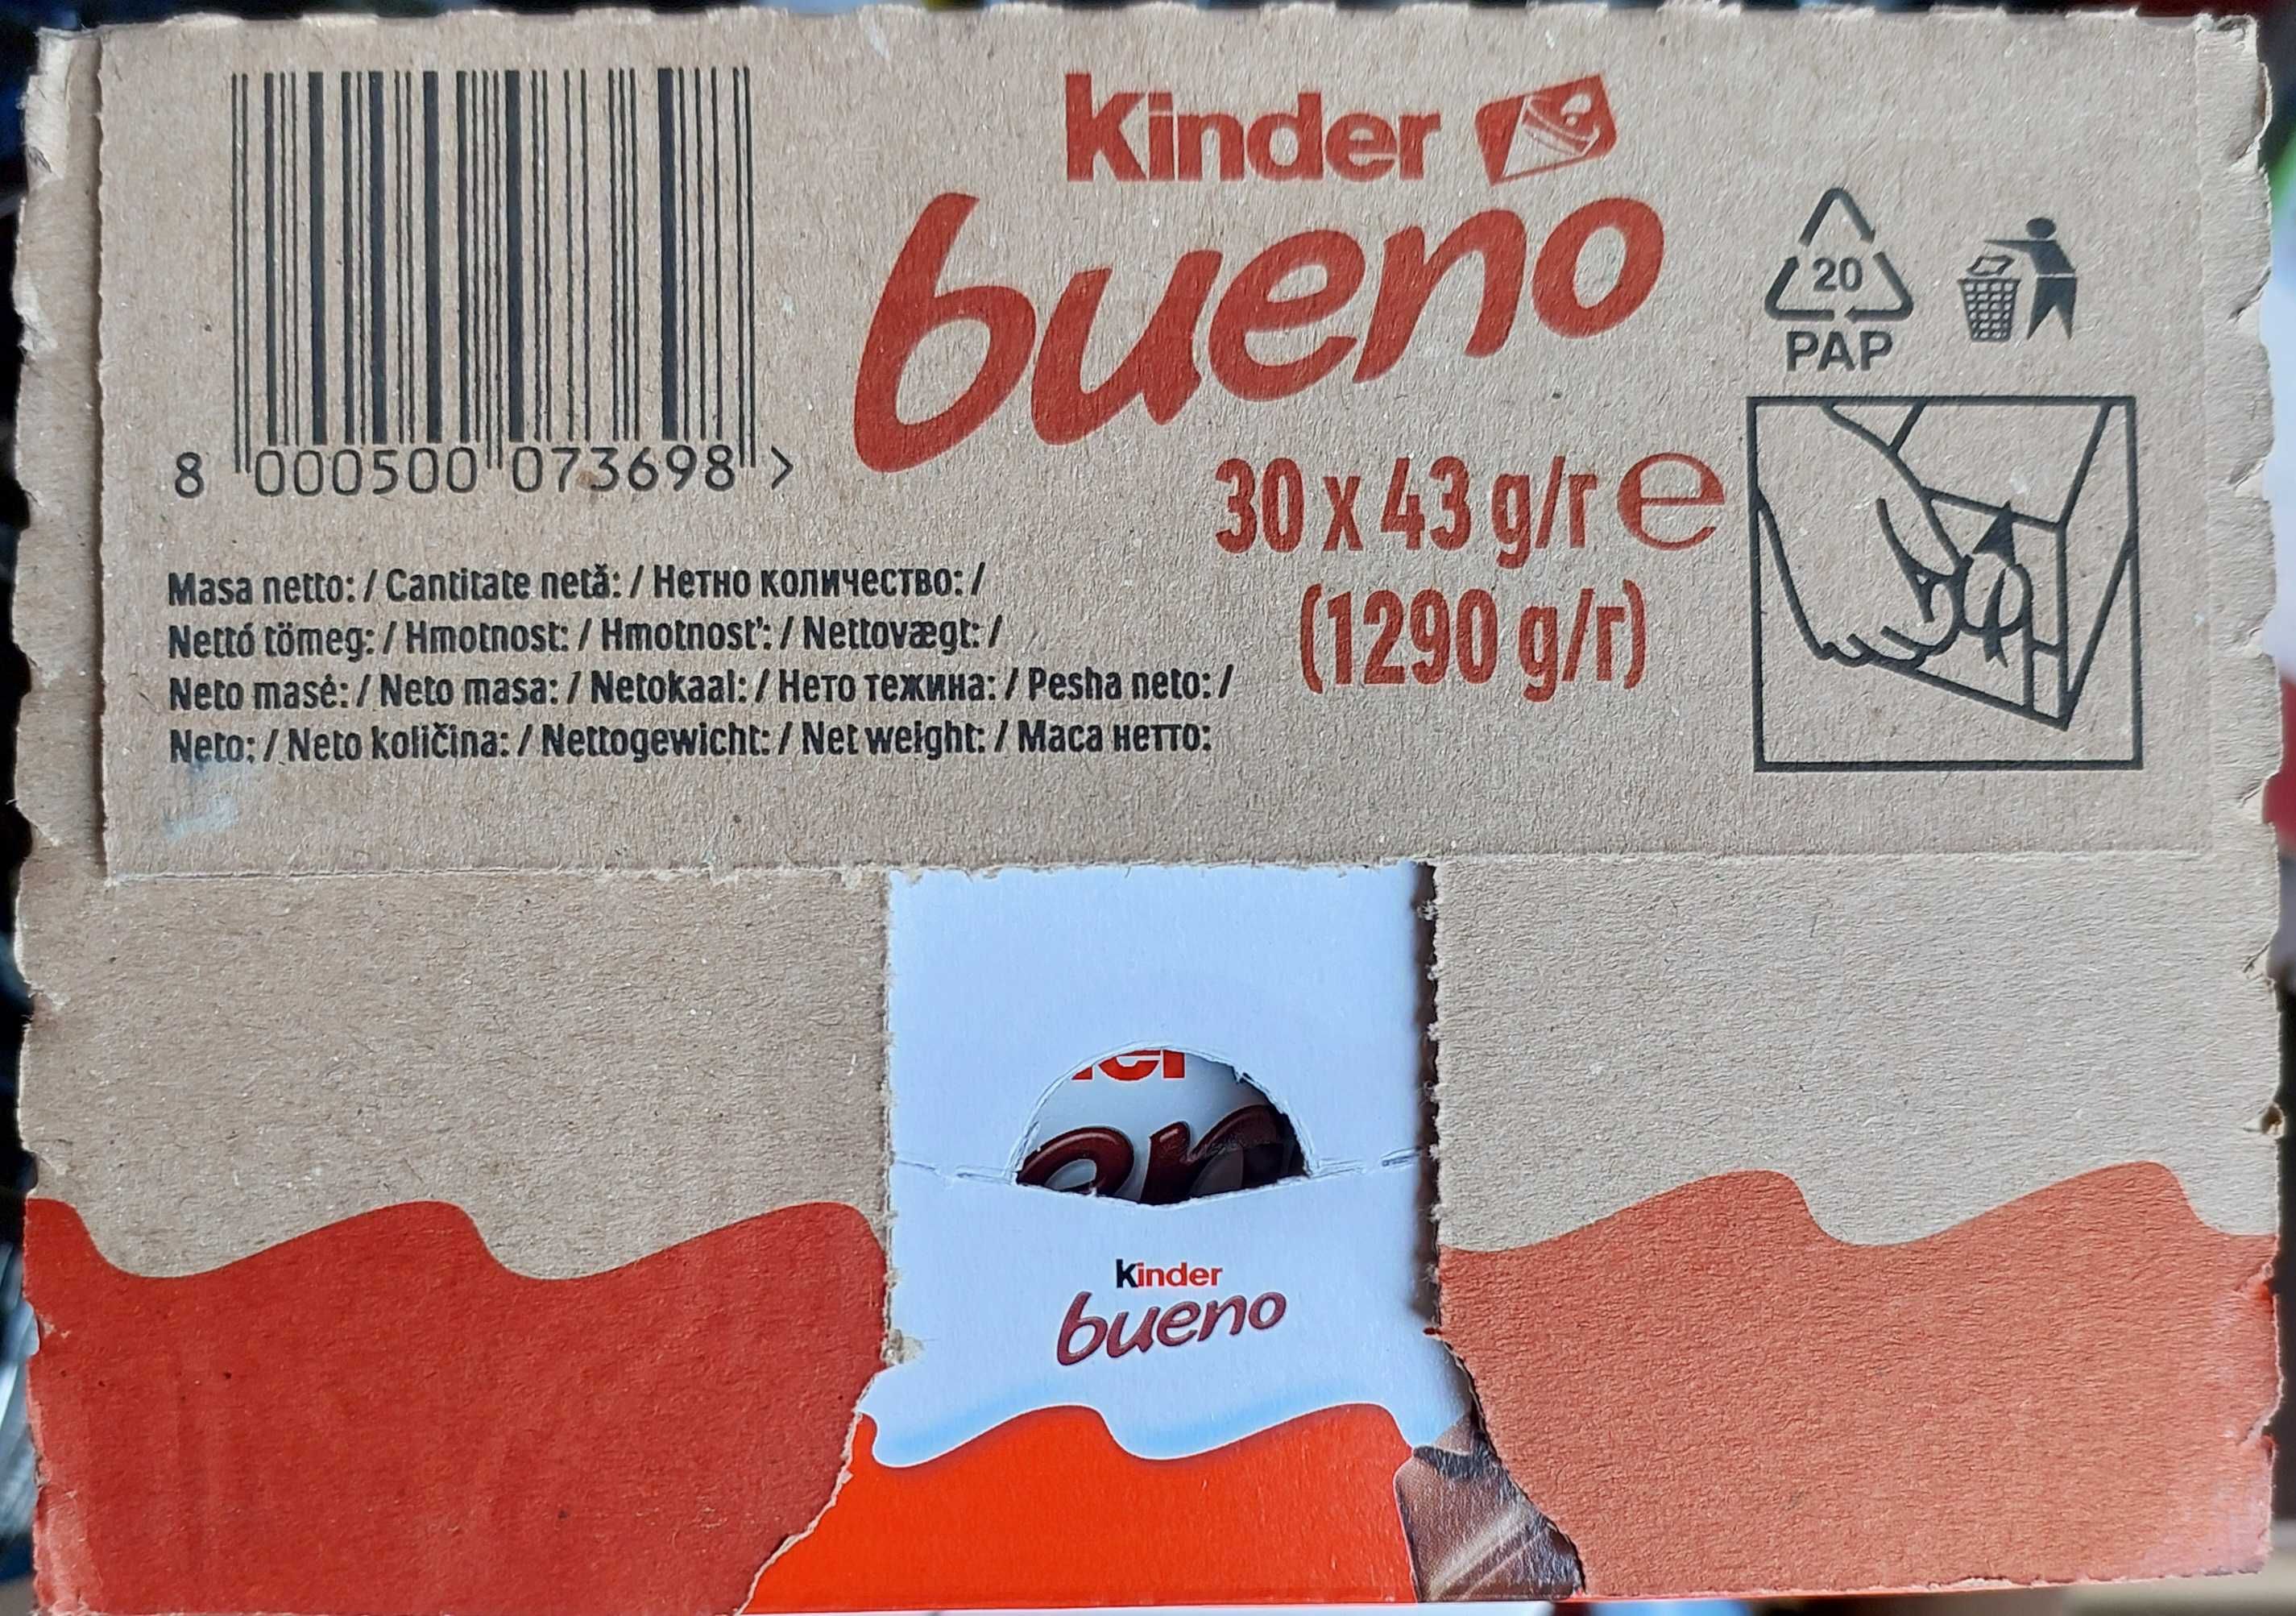 Kinder
bueno
20
PAP
8 000500 073698 >
30 x 43 g/г ℮
(1290 g/г)
Masa netto: / Cantitate netă: / Нетно количество: /
Nettó tömeg: / Hmotnost: / Hmotnosť: / Nettovægt: /
Neto masė: / Neto masa: / Netokaal: / Нето тежина: / Pesha neto: /
Neto: / Neto količina: / Nettogewicht: / Net weight: / Маса нетто:
kinder
bueno